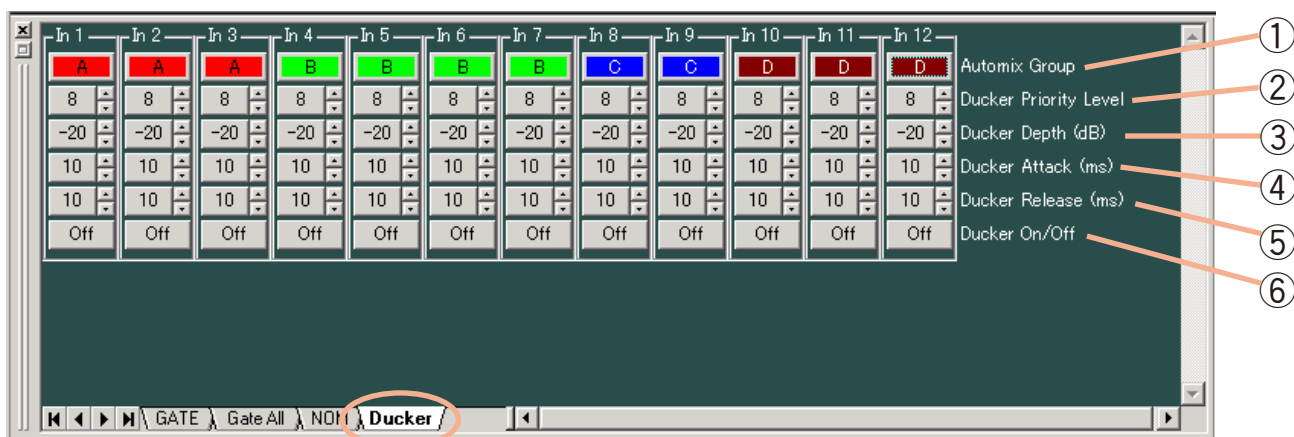 In 1 In 2 In 3 In 4 In 5 In 6 In 7 In 8 In 9 In 10 In 11 In 12 ①
A A A B B B B C C D D D Automix Group
8 8 8 8 8 8 8 8 8 8 8 8 Ducker Priority Level ②
-20 -20 -20 -20 -20 -20 -20 -20 -20 -20 -20 -20 Ducker Depth (dB) ③
10 10 10 10 10 10 10 10 10 10 10 10 Ducker Attack (ms) ④
10 10 10 10 10 10 10 10 10 10 10 10 Ducker Release (ms) ⑤
Off Off Off Off Off Off Off Off Off Off Off Off Ducker On/Off ⑥
GATE Gate All NOM Ducker